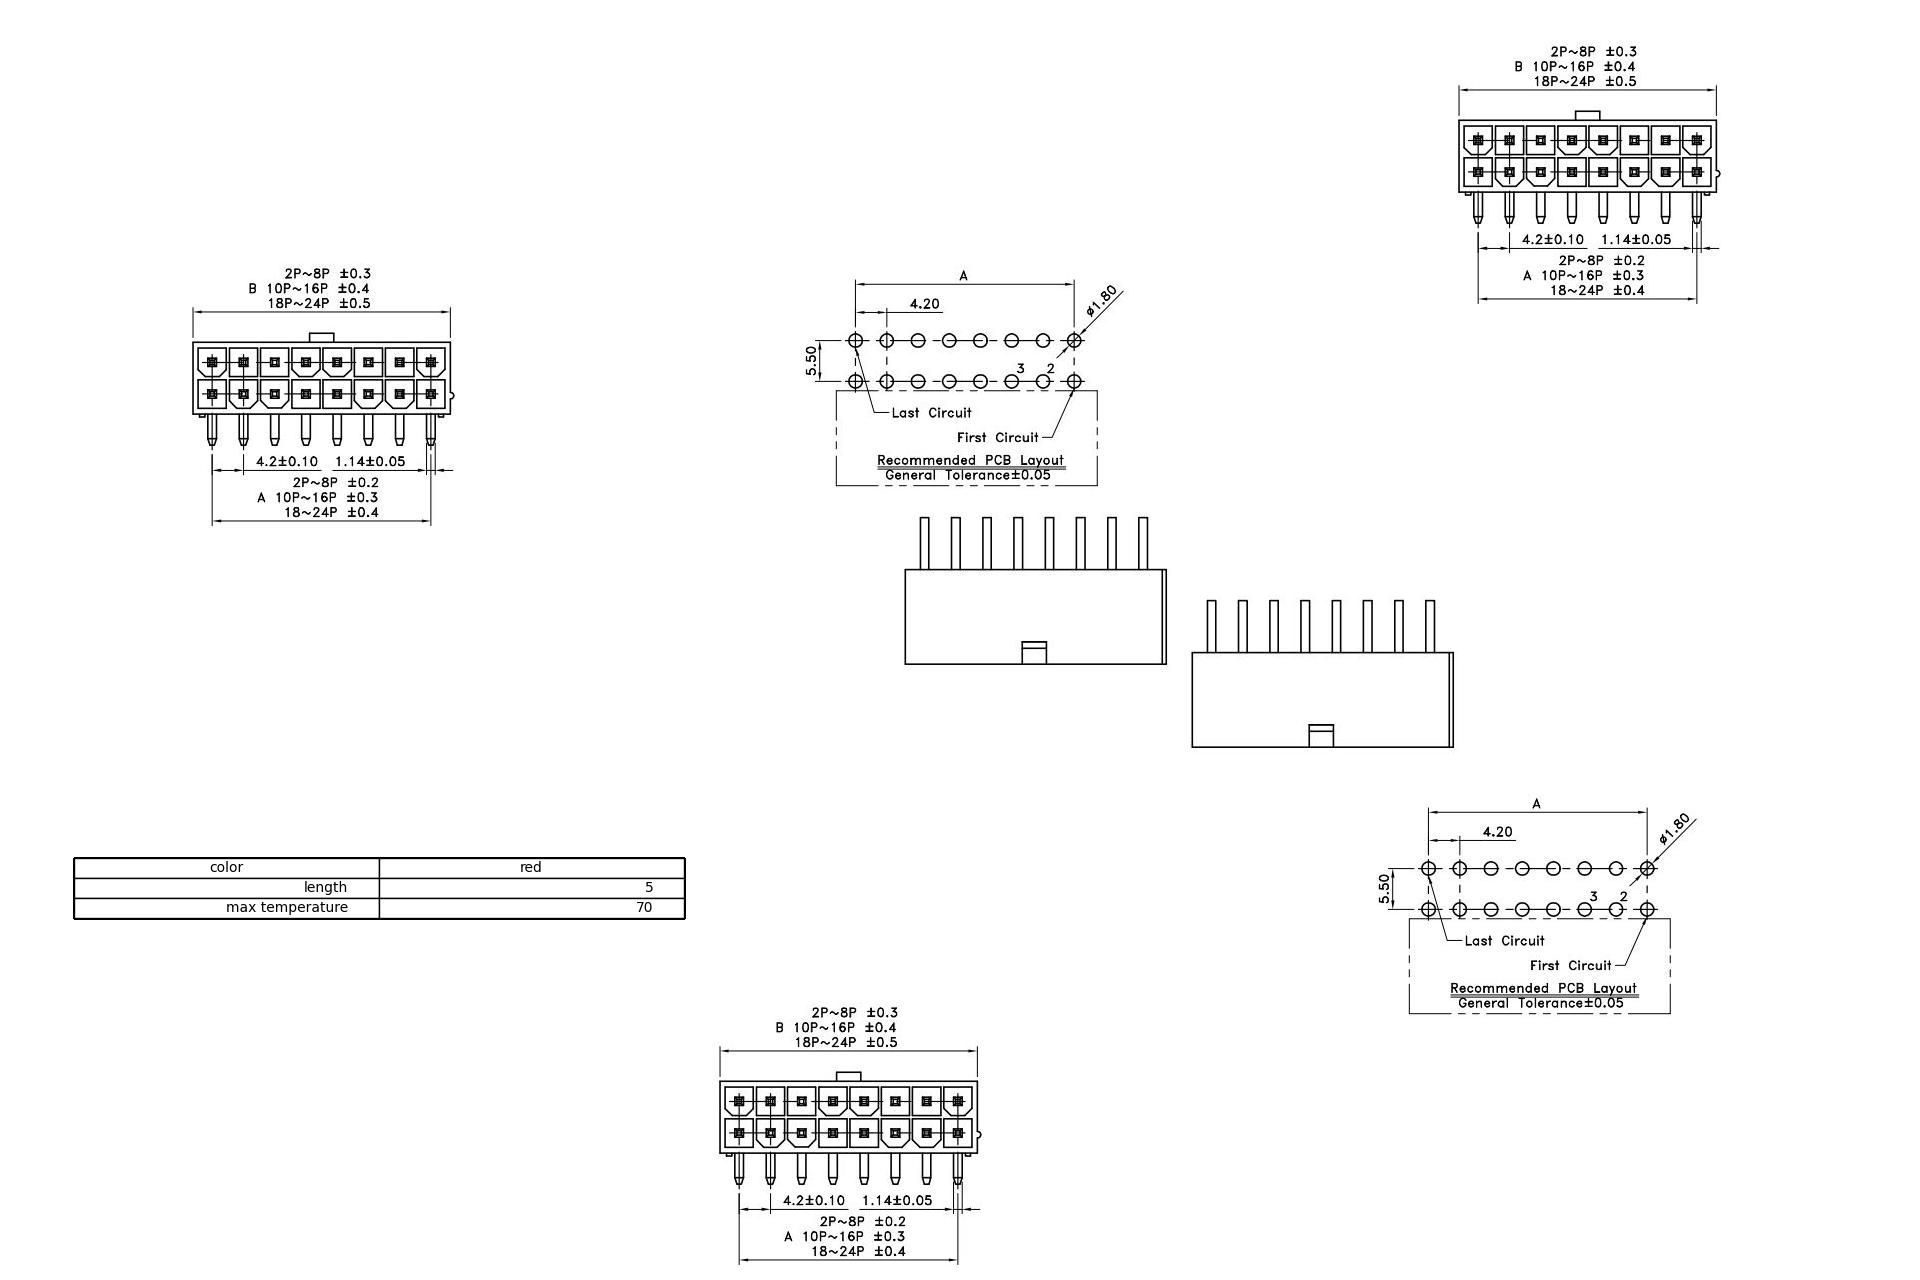 2P~8P ±0.3
B 10P~16P ±0.4
18P~24P ±0.5
4.2±0.10 1.14±0.05
2P~8P ±0.2
A 10P~16P ±0.3
18~24P ±0.4
2P~8P ±0.3
B 10P~16P ±0.4
18P~24P ±0.5
4.2±0.10 1.14±0.05
2P~8P ±0.2
A 10P~16P ±0.3
18~24P ±0.4
A
4.20
ø1.80
5.50
3 2
Last Circuit
First Circuit
Recommended PCB Layout
General Tolerance±0.05
A
4.20
ø1.80
5.50
3 2
Last Circuit
First Circuit
Recommended PCB Layout
General Tolerance±0.05
color red
length 5
max temperature 70
2P~8P ±0.3
B 10P~16P ±0.4
18P~24P ±0.5
4.2±0.10 1.14±0.05
2P~8P ±0.2
A 10P~16P ±0.3
18~24P ±0.4